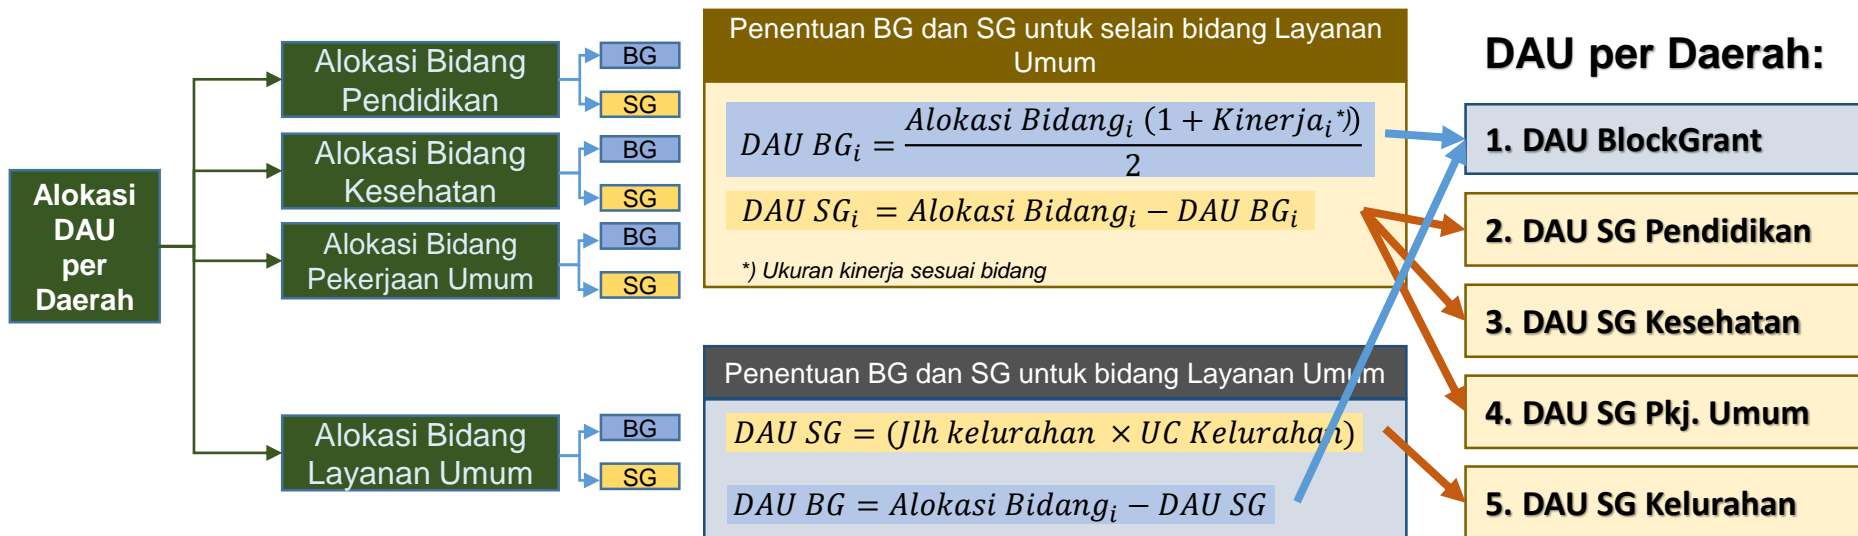 Alokasi
DAU
per
Daerah
Alokasi Bidang
Pendidikan
BG
SG
Alokasi Bidang
Kesehatan
BG
SG
Alokasi Bidang
Pekerjaan Umum
BG
SG
Alokasi Bidang
Layanan Umum
BG
SG
Penentuan BG dan SG untuk selain bidang Layanan
Umum
DAU BG_i = \frac{Alokasi Bidang_i (1 + Kinerja_i *))}{2}
DAU SG_i = Alokasi Bidang_i − DAU BG_i
*) Ukuran kinerja sesuai bidang
Penentuan BG dan SG untuk bidang Layanan Umum
DAU SG = (Jlh kelurahan × UC Kelurahan)
DAU BG = Alokasi Bidang_i − DAU SG
DAU per Daerah:
1. DAU BlockGrant
2. DAU SG Pendidikan
3. DAU SG Kesehatan
4. DAU SG Pkj. Umum
5. DAU SG Kelurahan